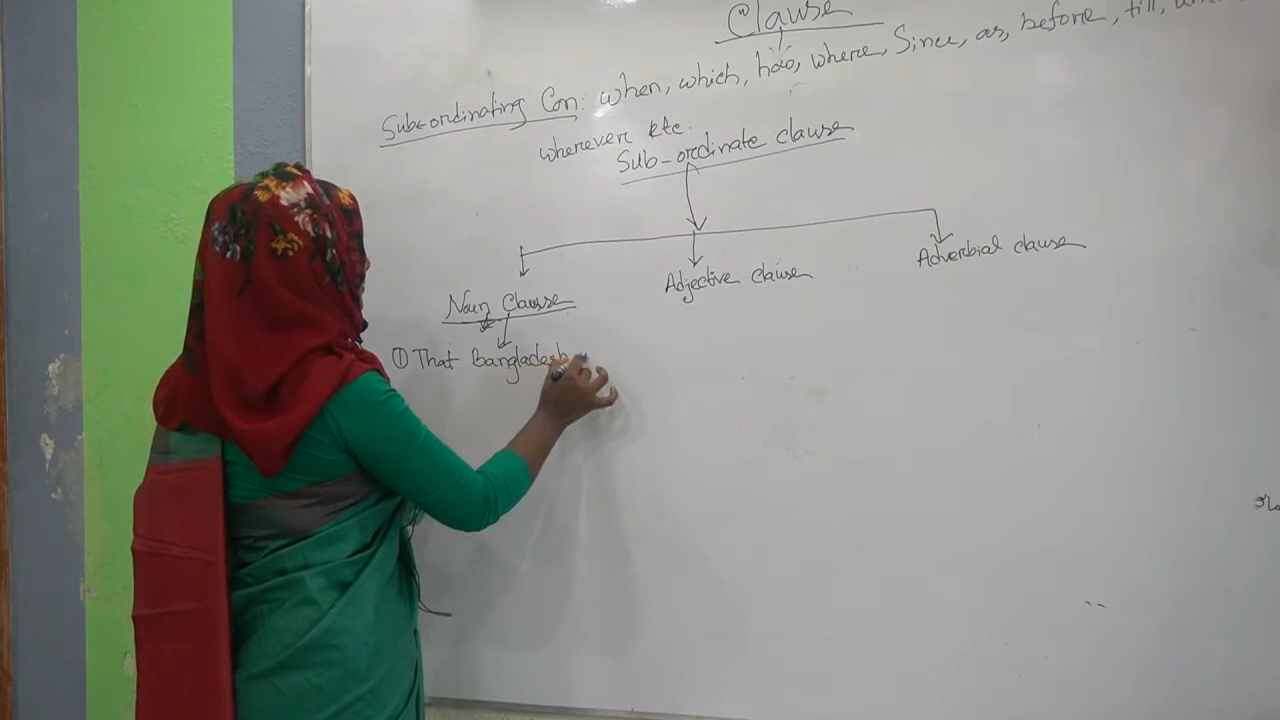 Clause
Sub-ordinating Con: when, which, how, where, Since, as, before, till,
wherever etc.
Sub-ordinate clause
Noun Clause
Adjective clause
Adverbial clause
① That Bangladesh